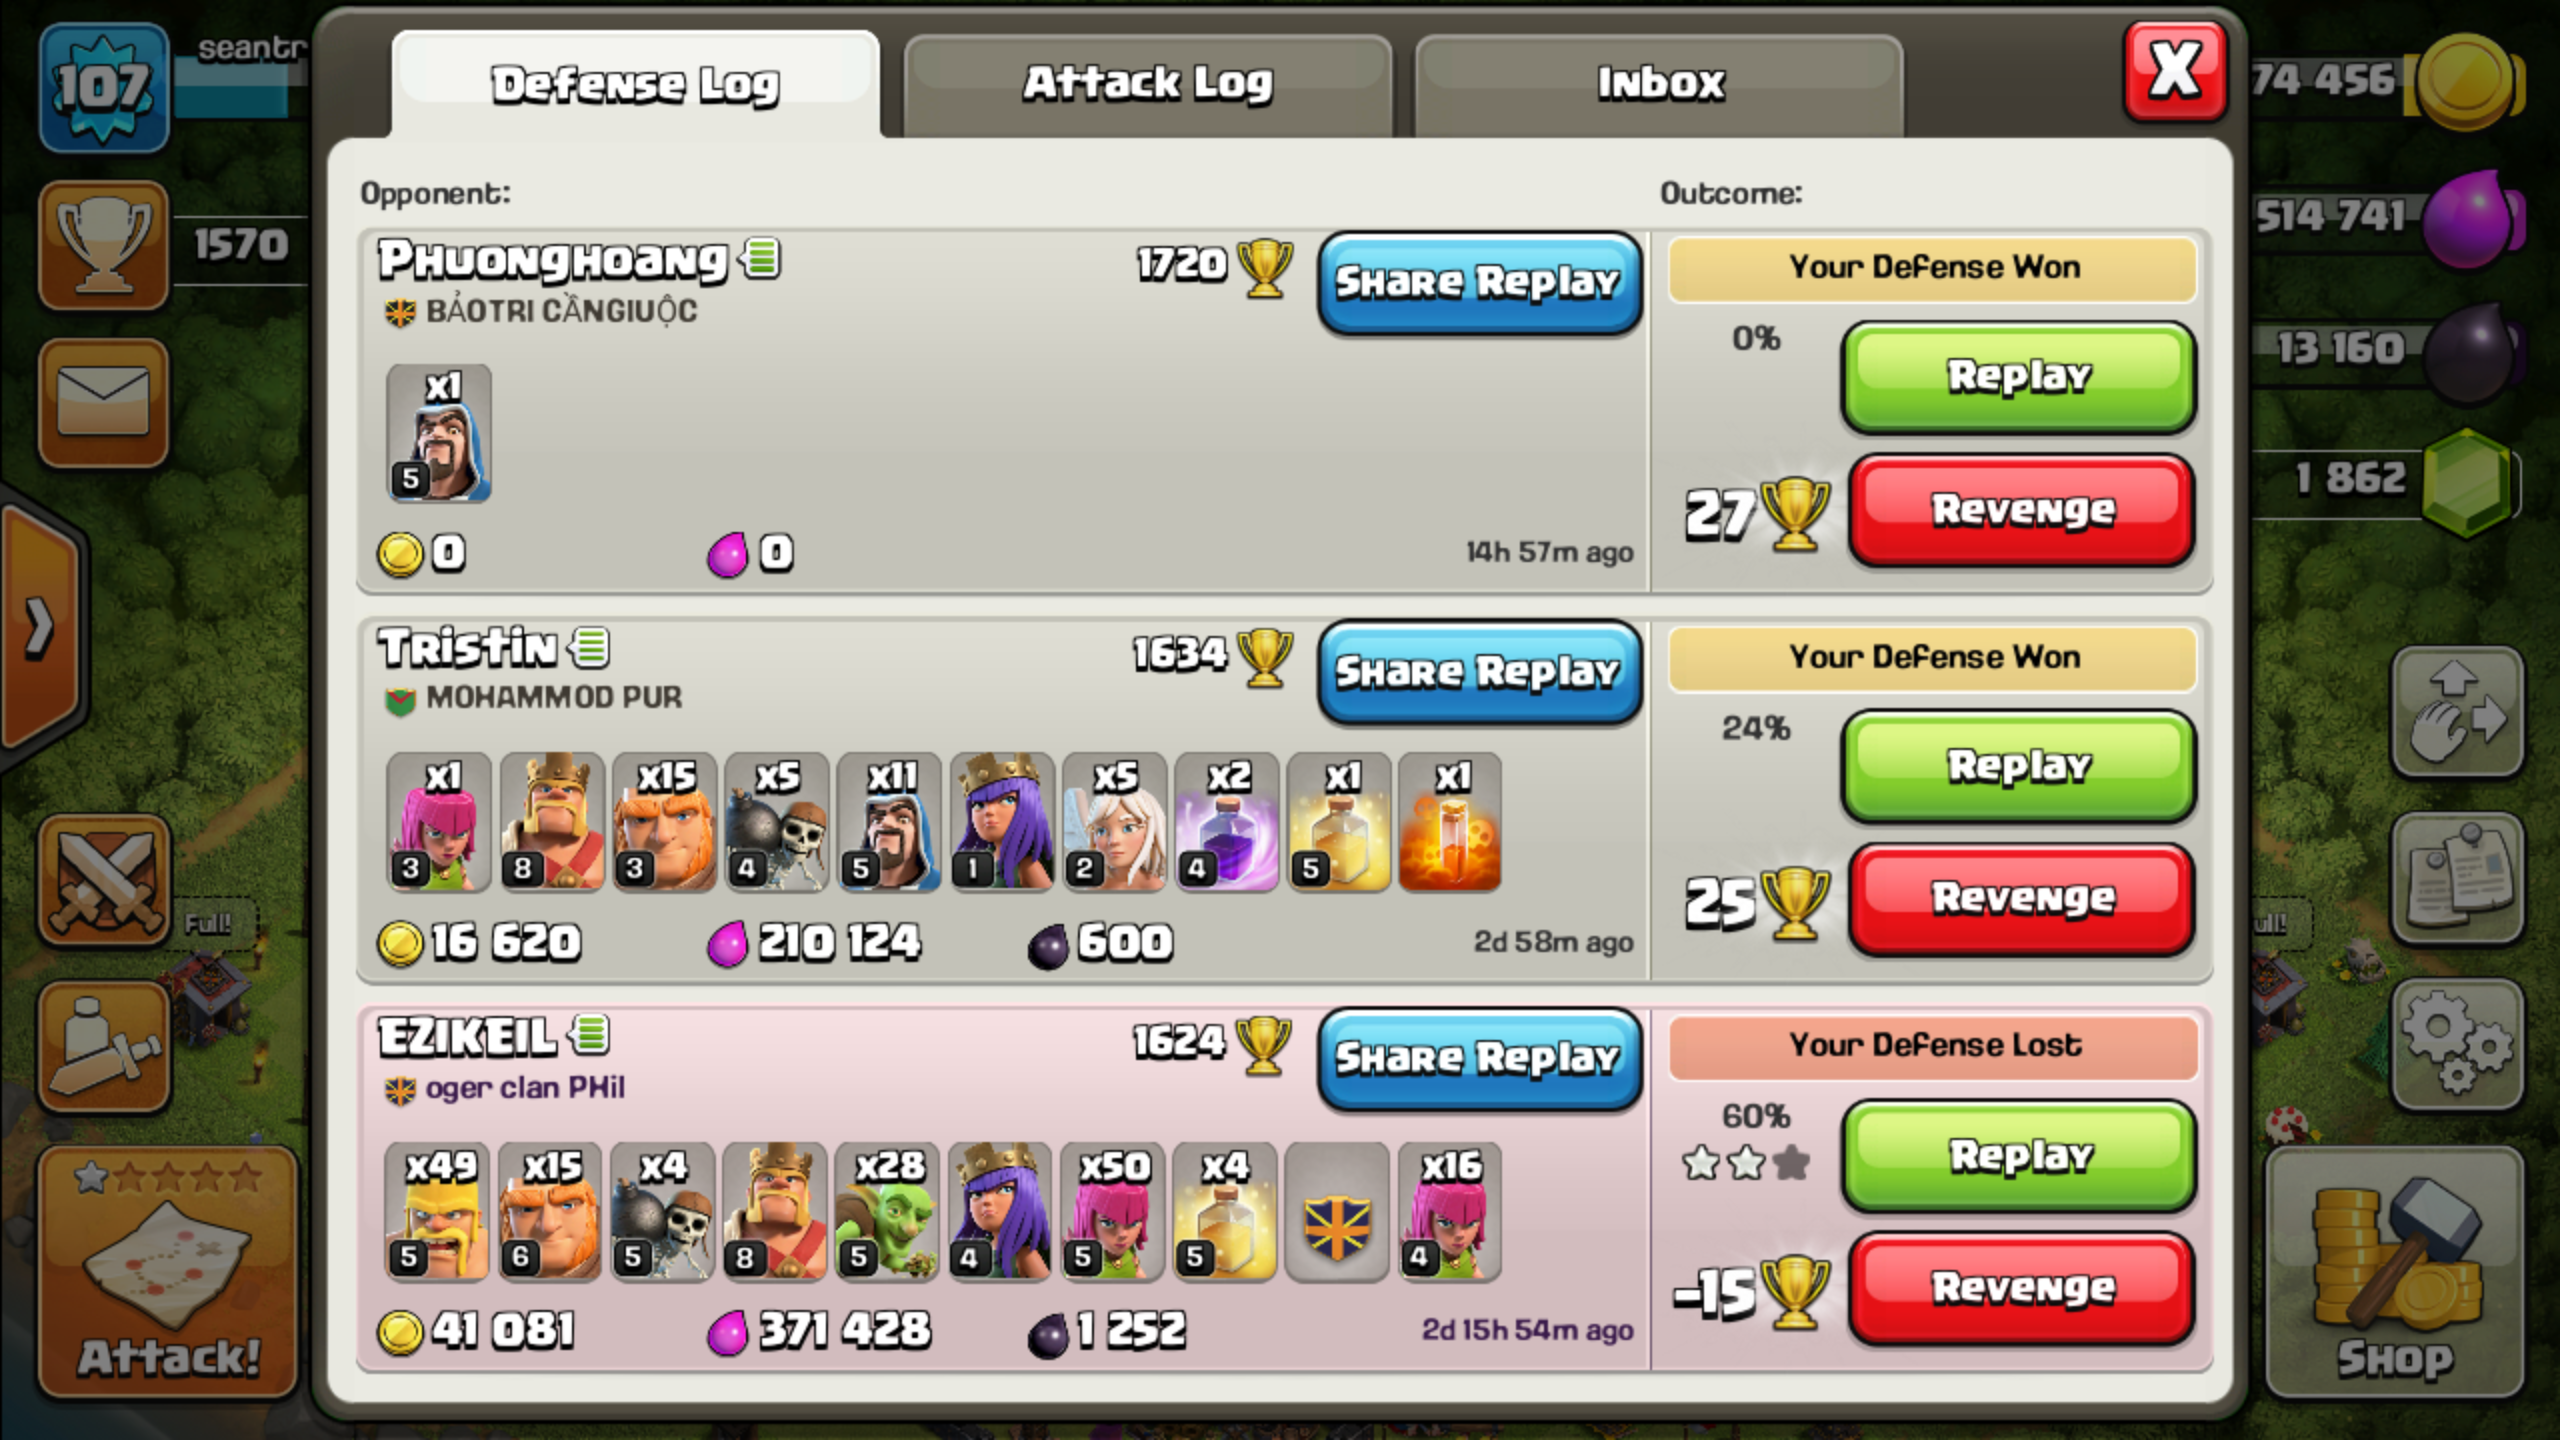 107
seantr
1570
Defense Log
Attack Log
Inbox
X
74 456
514 741
13 160
1 862
Opponent:
Outcome:
PHUONGHOANG
1720
Share Replay
BẢOTRI CẦNGIUỘC
x1
5
0
0
14h 57m ago
Your Defense Won
0%
Replay
27
Revenge
Tristin
1634
Share Replay
MOHAMMOD PUR
x1 x15 x5 x11 x5 x2 x1 x1
3 8 3 4 5 1 2 4 5
16 620
210 124
600
2d 58m ago
Your Defense Won
24%
Replay
25
Revenge
EZIKEIL
1624
Share Replay
oger clan PHil
x49 x15 x4 x28 x50 x4 x16
5 6 5 8 5 4 5 5 4
41 081
371 428
1 252
2d 15h 54m ago
Your Defense Lost
60%
Replay
-15
Revenge
Full!
ull!
Attack!
Shop